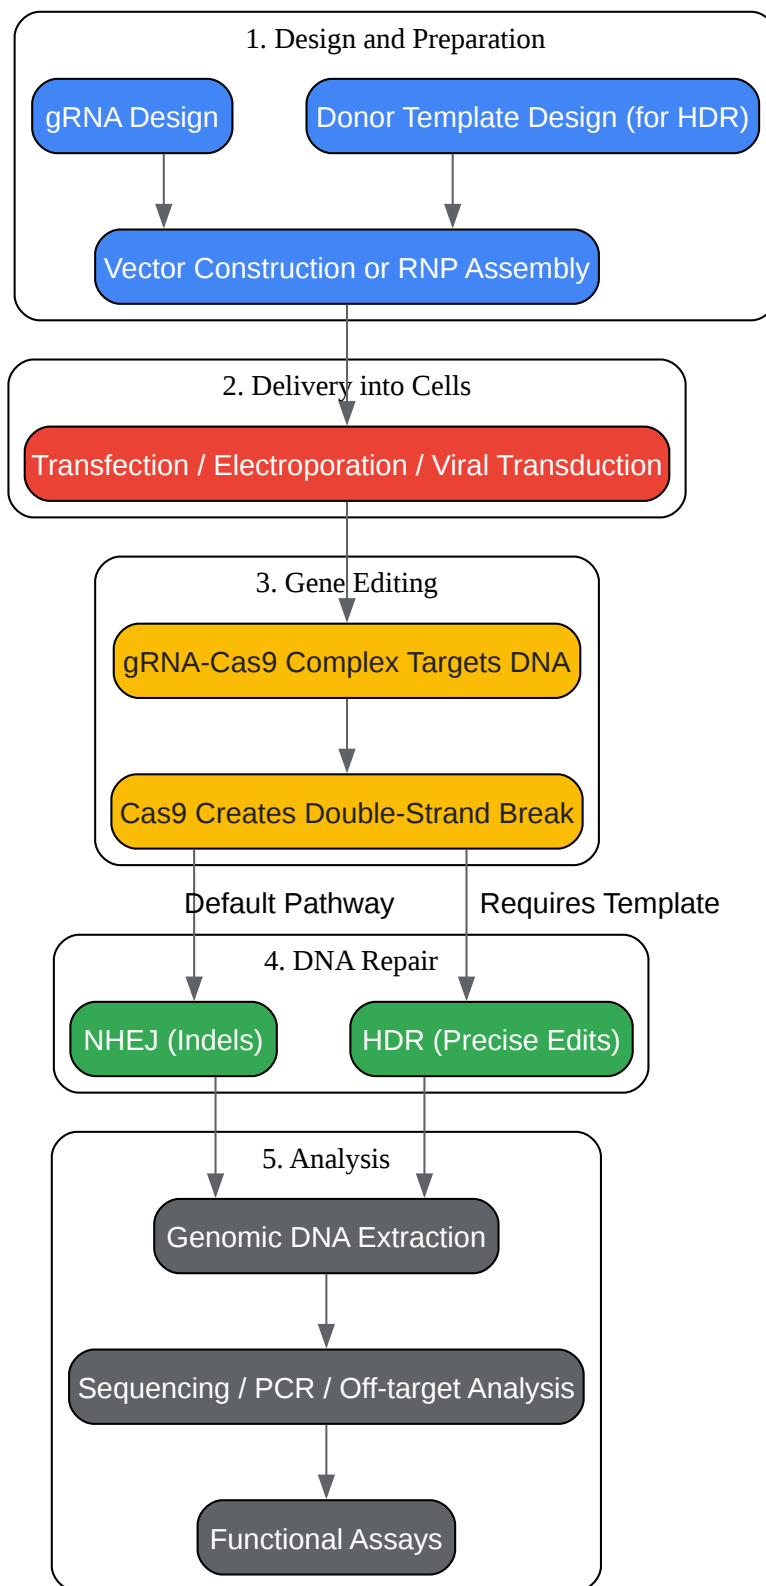 1. Design and Preparation
gRNA Design
Donor Template Design (for HDR)
Vector Construction or RNP Assembly
2. Delivery into Cells
Transfection / Electroporation / Viral Transduction
3. Gene Editing
gRNA-Cas9 Complex Targets DNA
Cas9 Creates Double-Strand Break
Default Pathway
Requires Template
4. DNA Repair
NHEJ (Indels)
HDR (Precise Edits)
5. Analysis
Genomic DNA Extraction
Sequencing / PCR / Off-target Analysis
Functional Assays